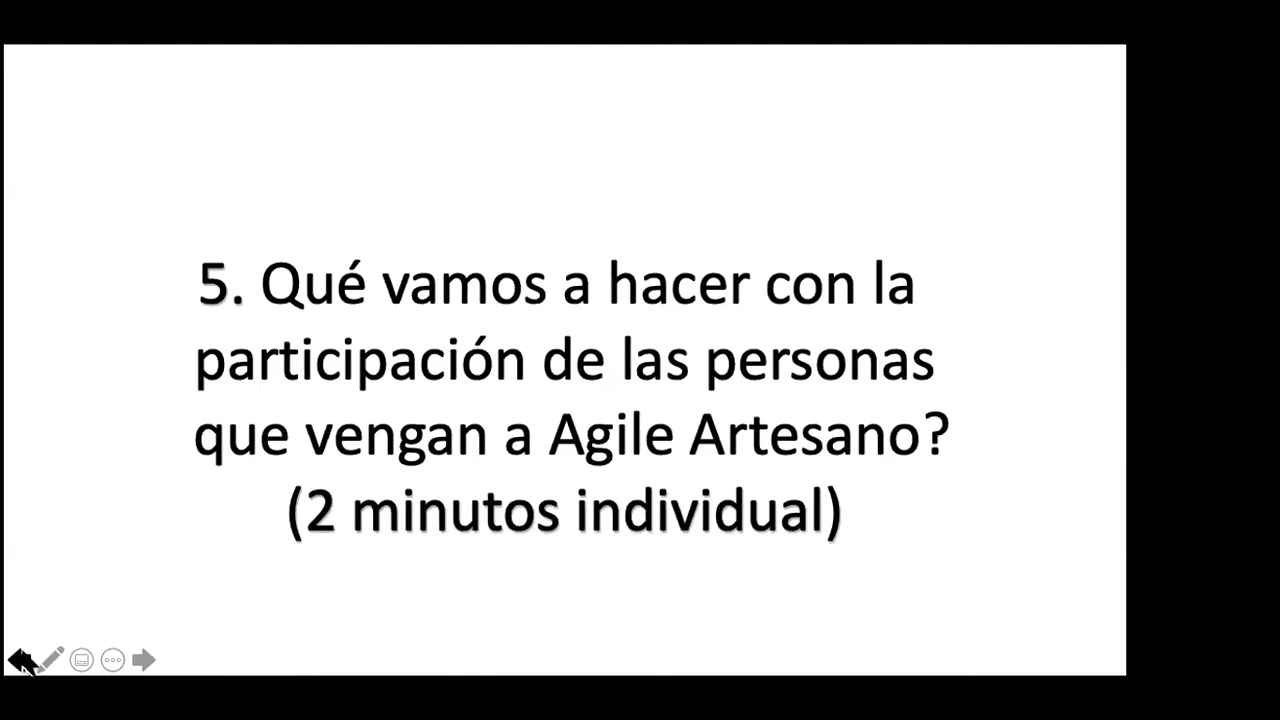 5. Qué vamos a hacer con la
participación de las personas
que vengan a Agile Artesano?
(2 minutos individual)